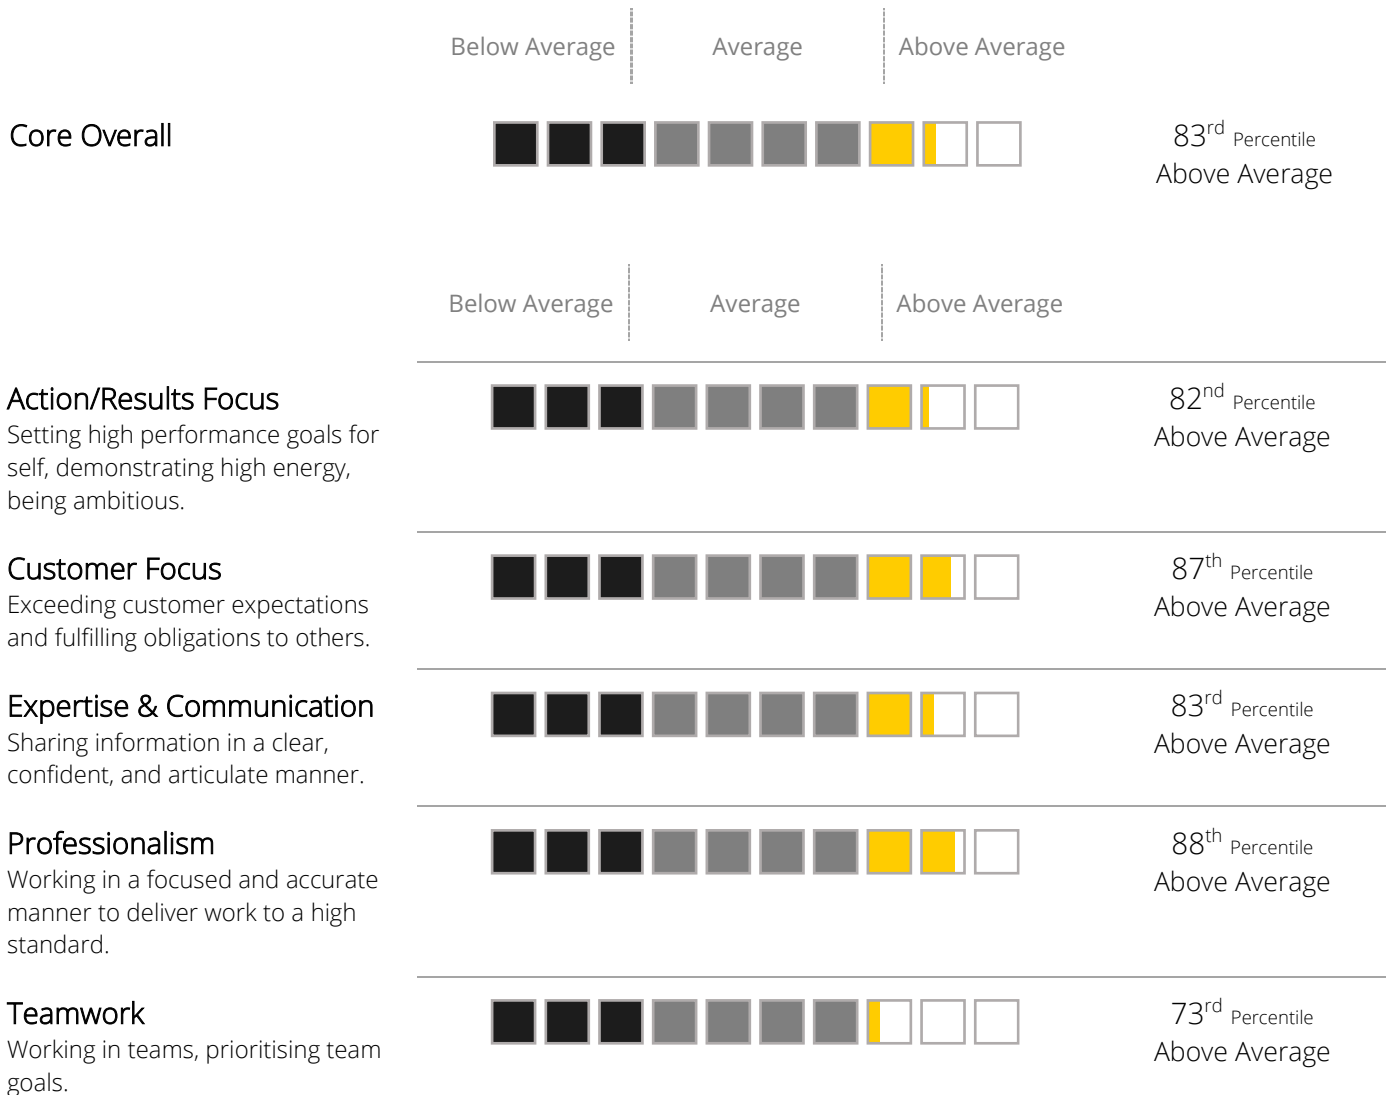 Below Average
Average
Above Average
Core Overall
83rd Percentile
Above Average
Below Average
Average
Above Average
Action/Results Focus
Setting high performance goals for
self, demonstrating high energy,
being ambitious.
82nd Percentile
Above Average
Customer Focus
Exceeding customer expectations
and fulfilling obligations to others.
87th Percentile
Above Average
Expertise & Communication
Sharing information in a clear,
confident, and articulate manner.
83rd Percentile
Above Average
Professionalism
Working in a focused and accurate
manner to deliver work to a high
standard.
88th Percentile
Above Average
Teamwork
Working in teams, prioritising team
goals.
73rd Percentile
Above Average